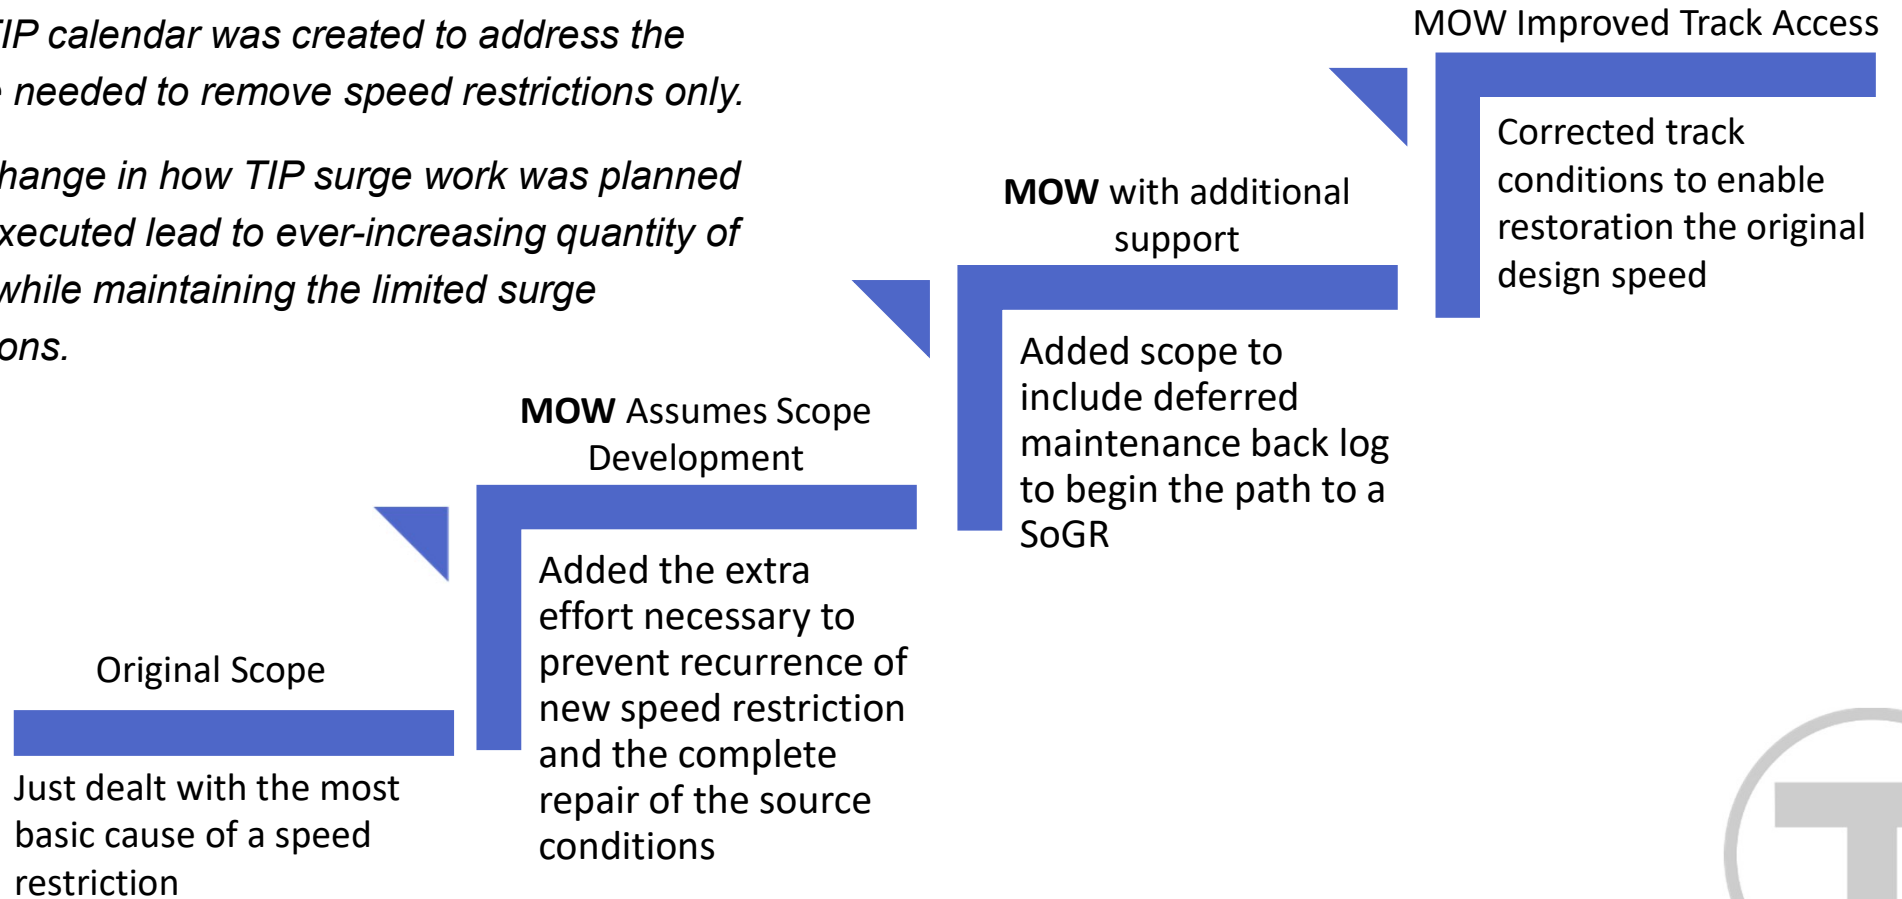 TIP calendar was created to address the
needed to remove speed restrictions only.
hange in how TIP surge work was planned
xecuted lead to ever-increasing quantity of
while maintaining the limited surge
ons.
MOW Improved Track Access
Corrected track
conditions to enable
restoration the original
design speed
MOW with additional
support
Added scope to
include deferred
maintenance back log
to begin the path to a
SoGR
MOW Assumes Scope
Development
Added the extra
effort necessary to
prevent recurrence of
new speed restriction
and the complete
repair of the source
conditions
Original Scope
Just dealt with the most
basic cause of a speed
restriction
T